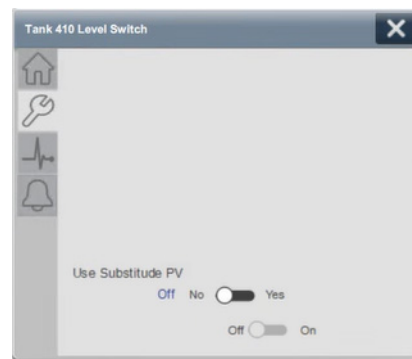 Tank 410 Level Switch
Use Substitude PV
Off No Yes
Off On